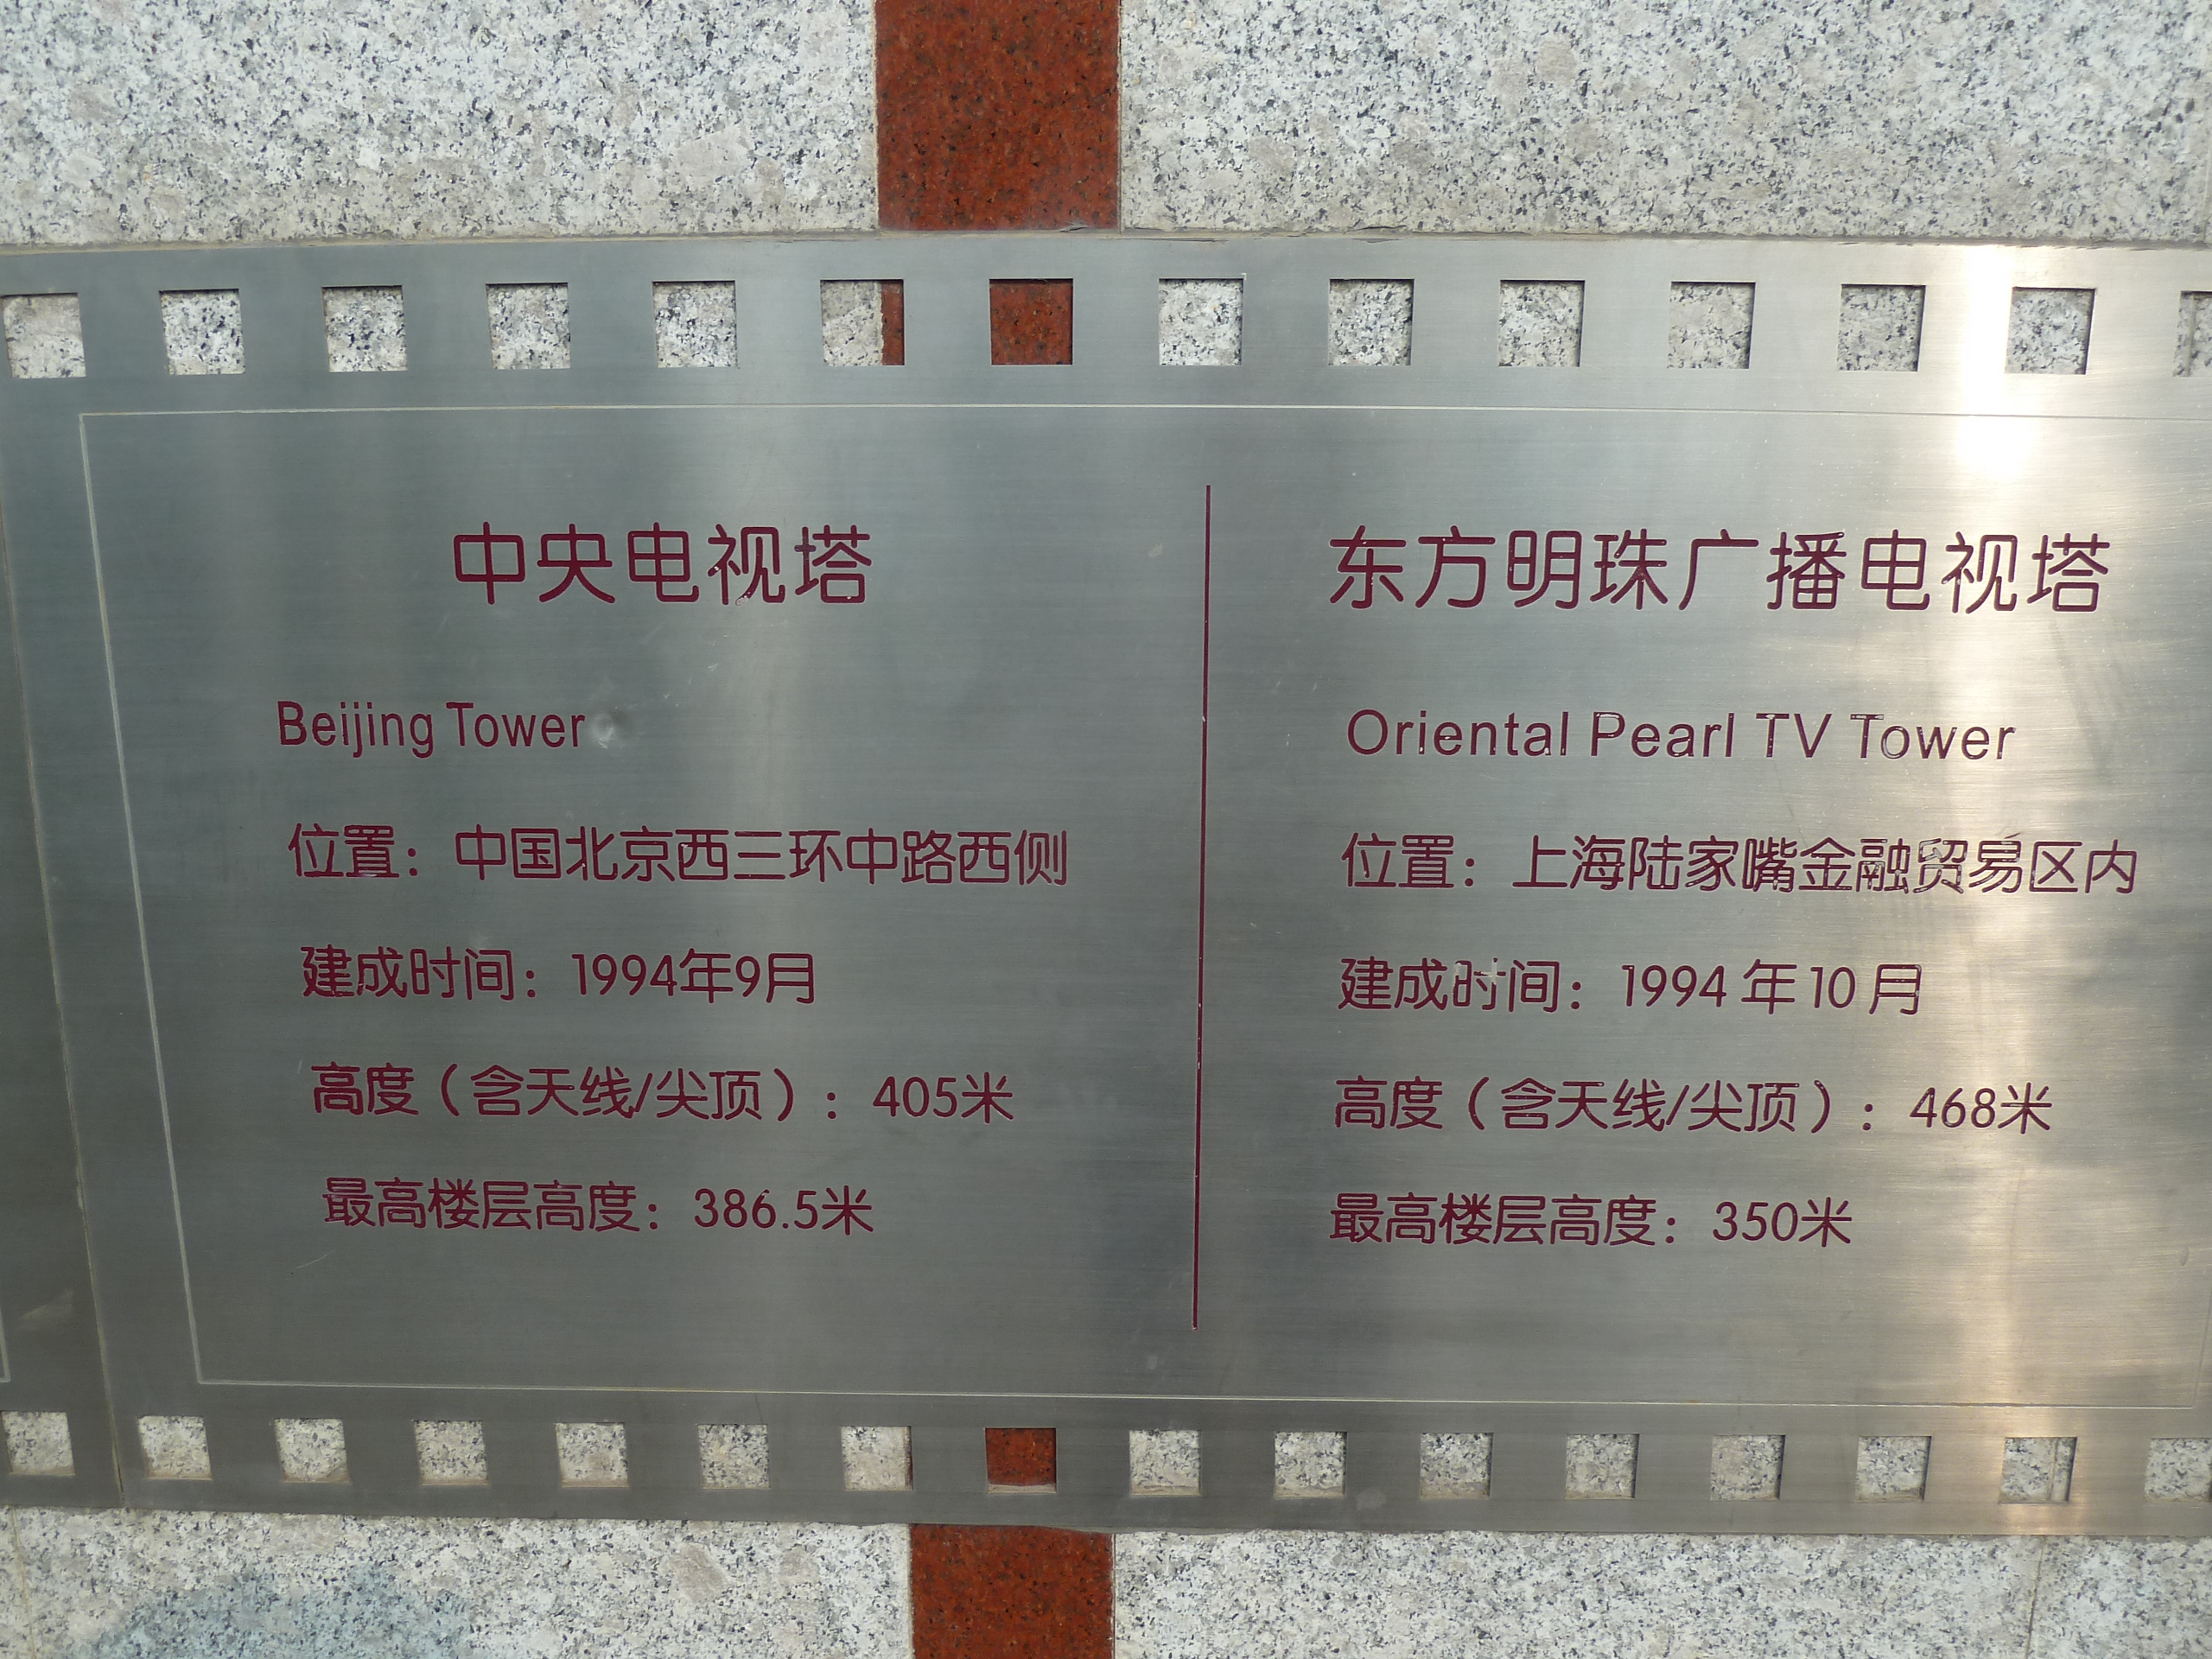 中央电视塔
Beijing Tower
位置：中国北京西三环中路西侧
建成时间：1994年9月
高度（含天线/尖顶）：405米
最高楼层高度：386.5米
东方明珠广播电视塔
Oriental Pearl TV Tower
位置：上海陆家嘴金融贸易区内
建成时间：1994年10月
高度（含天线/尖顶）：468米
最高楼层高度：350米